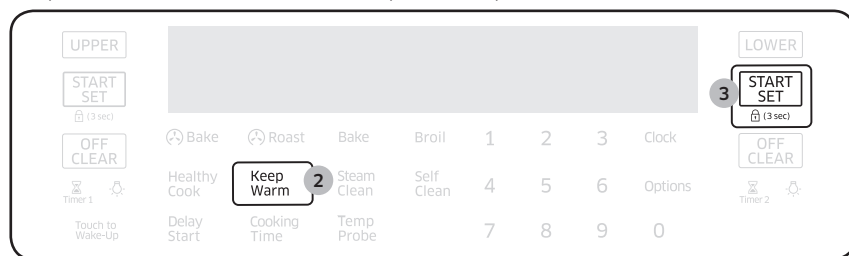 UPPER
LOWER
START
SET
(3 sec)
3
START
SET
(3 sec)
OFF
CLEAR
Bake
Roast
Bake
Broil
1
2
3
Clock
OFF
CLEAR
Timer 1
Healthy
Cook
Keep
Warm
2
Steam
Clean
Self
Clean
4
5
6
Options
Timer 2
Touch to
Wake-Up
Delay
Start
Cooking
Time
Temp
Probe
7
8
9
0